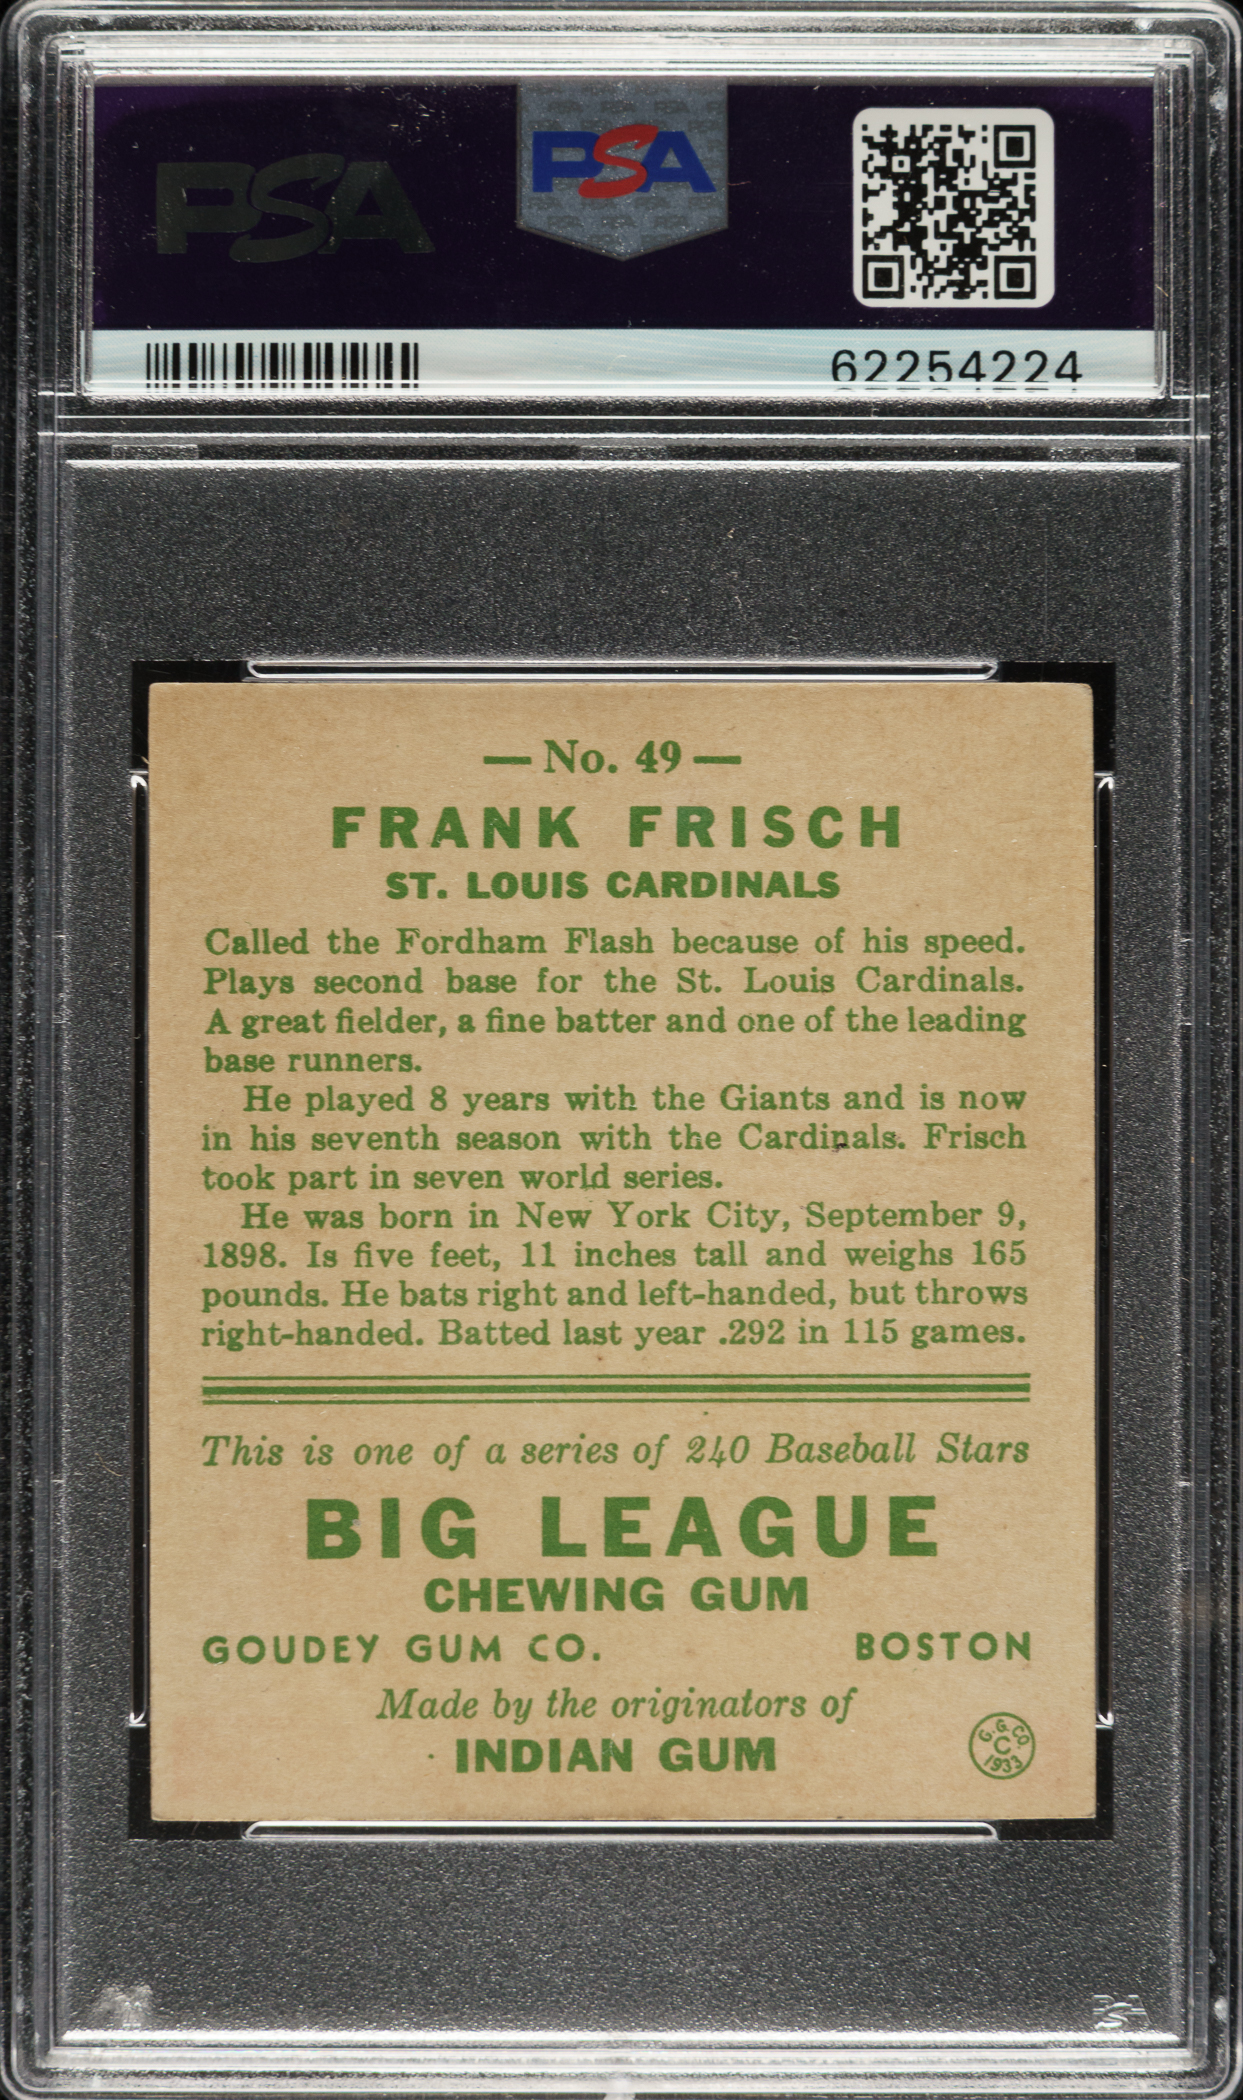 PSA
PSA
62254224
— No. 49 —
FRANK FRISCH
ST. LOUIS CARDINALS
Called the Fordham Flash because of his speed.
Plays second base for the St. Louis Cardinals.
A great fielder, a fine batter and one of the leading
base runners.
He played 8 years with the Giants and is now
in his seventh season with the Cardinals. Frisch
took part in seven world series.
He was born in New York City, September 9,
1898. Is five feet, 11 inches tall and weighs 165
pounds. He bats right and left-handed, but throws
right-handed. Batted last year .292 in 115 games.
This is one of a series of 240 Baseball Stars
BIG LEAGUE
CHEWING GUM
GOUDEY GUM CO. BOSTON
Made by the originators of
INDIAN GUM
G.G.CO.
C
1933
PSA